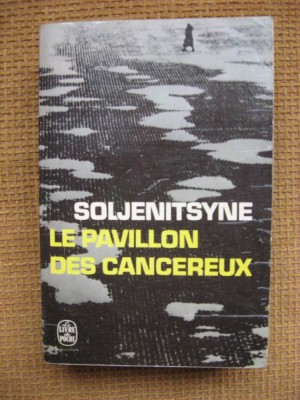 SOLJENITSYNE
LE PAVILLON
DES CANCEREUX
LE LIVRE
DE POCHE